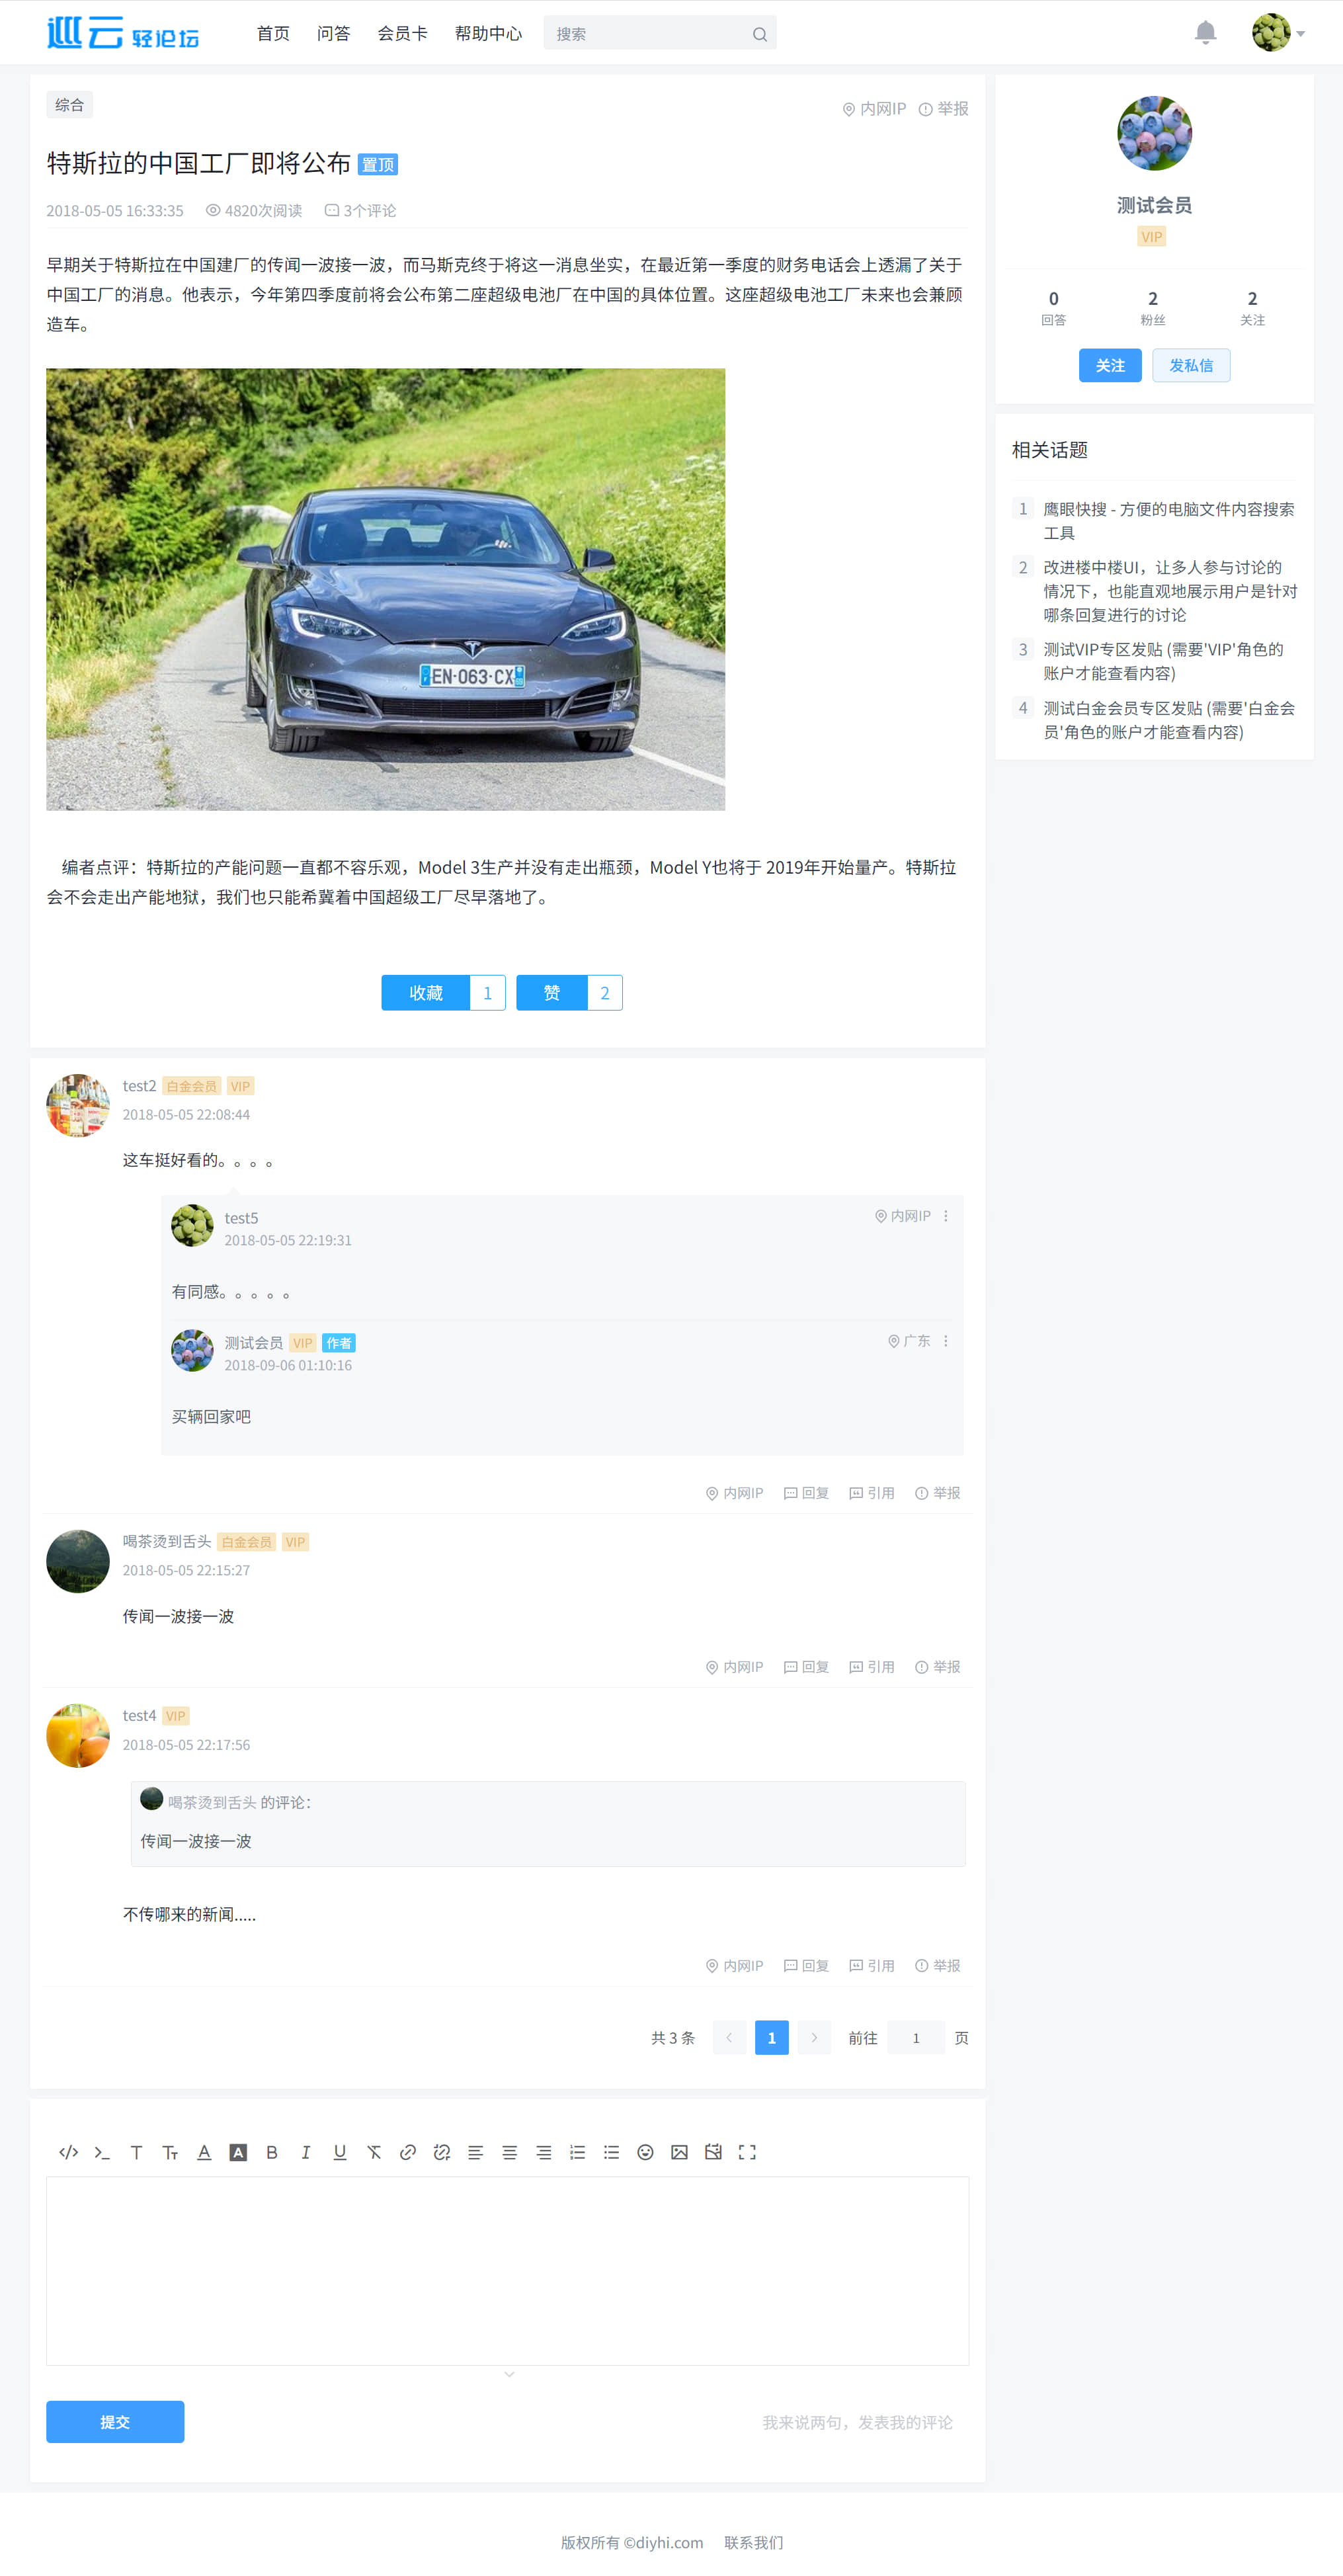 巡云 轻论坛
首页 问答 会员卡 帮助中心 搜索
综合
内网IP 举报
特斯拉的中国工厂即将公布 置顶
2018-05-05 16:33:35 4820次阅读 3个评论
早期关于特斯拉在中国建厂的传闻一波接一波，而马斯克终于将这一消息坐实，在最近第一季度的财务电话会上透漏了关于
中国工厂的消息。他表示，今年第四季度前将会公布第二座超级电池厂在中国的具体位置。这座超级电池工厂未来也会兼顾
造车。
EN-063-CX
编者点评：特斯拉的产能问题一直都不容乐观，Model 3生产并没有走出瓶颈，Model Y也将于 2019年开始量产。特斯拉
会不会走出产能地狱，我们也只能希冀着中国超级工厂尽早落地了。
收藏 1 赞 2
test2 白金会员 VIP
2018-05-05 22:08:44
这车挺好看的。。。。
test5
内网IP
2018-05-05 22:19:31
有同感。。。。。
测试会员 VIP 作者
广东
2018-09-06 01:10:16
买辆回家吧
内网IP 回复 引用 举报
喝茶烫到舌头 白金会员 VIP
2018-05-05 22:15:27
传闻一波接一波
内网IP 回复 引用 举报
test4 VIP
2018-05-05 22:17:56
喝茶烫到舌头 的评论：
传闻一波接一波
不传哪来的新闻.....
内网IP 回复 引用 举报
共 3 条 1 前往 1 页
提交
我来说两句，发表我的评论
测试会员
VIP
0 2 2
回答 粉丝 关注
关注 发私信
相关话题
1 鹰眼快搜 - 方便的电脑文件内容搜索
工具
2 改进楼中楼UI，让多人参与讨论的
情况下，也能直观地展示用户是针对
哪条回复进行的讨论
3 测试VIP专区发贴 (需要'VIP'角色的
账户才能查看内容)
4 测试白金会员专区发贴 (需要'白金会
员'角色的账户才能查看内容)
版权所有 ©diyhi.com 联系我们